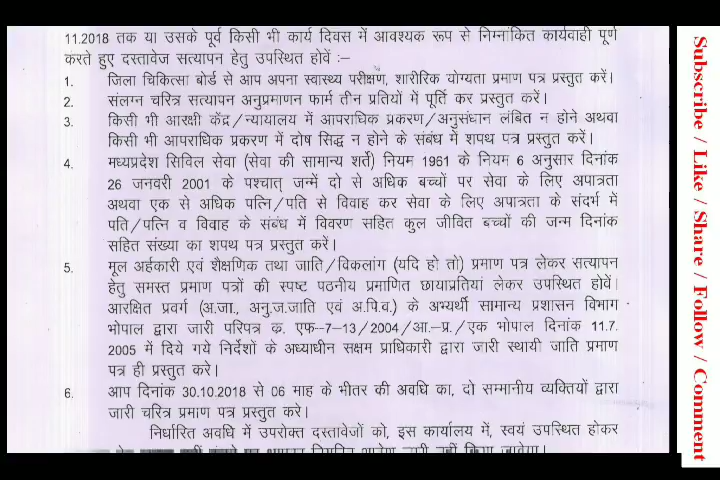 11.2018 तक या उसके पूर्व किसी भी कार्य दिवस में आवश्यक रूप से निम्नांकित कार्यवाही पूर्ण
करते हुए दस्तावेज सत्यापन हेतु उपस्थित होवें :–
1. जिला चिकित्सा बोर्ड से आप अपना स्वास्थ्य परीक्षण, शारीरिक योग्यता प्रमाण पत्र प्रस्तुत करें।
2. संलग्न चरित्र सत्यापन अनुप्रमाणन फार्म तीन प्रतियों में पूर्ति कर प्रस्तुत करें।
3. किसी भी आरक्षी केंद्र/न्यायालय में आपराधिक प्रकरण/अनुसंधान लंबित न होने अथवा
किसी भी आपराधिक प्रकरण में दोष सिद्ध न होने के संबंध में शपथ पत्र प्रस्तुत करें।
4. मध्यप्रदेश सिविल सेवा (सेवा की सामान्य शर्ते) नियम 1961 के नियम 6 अनुसार दिनांक
26 जनवरी 2001 के पश्चात् जन्में दो से अधिक बच्चों पर सेवा के लिए अपात्रता
अथवा एक से अधिक पत्नि/पति से विवाह कर सेवा के लिए अपात्रता के संदर्भ में
पति/पत्नि व विवाह के संबंध में विवरण सहित कुल जीवित बच्चों की जन्म दिनांक
सहित संख्या का शपथ पत्र प्रस्तुत करें।
5. मूल अर्हकारी एवं शैक्षणिक तथा जाति/विकलांग (यदि हो तो) प्रमाण पत्र लेकर सत्यापन
हेतु समस्त प्रमाण पत्रों की स्पष्ट पठनीय प्रमाणित छायाप्रतियां लेकर उपस्थित होवें।
आरक्षित प्रवर्ग (अ.जा., अनु.ज.जाति एवं अ.पि.व.) के अभ्यर्थी सामान्य प्रशासन विभाग
भोपाल द्वारा जारी परिपत्र क्र. एफ–7–13/2004/आ.–प्र./एक भोपाल दिनांक 11.7.
2005 में दिये गये निर्देशों के अध्याधीन सक्षम प्राधिकारी द्वारा जारी स्थायी जाति प्रमाण
पत्र ही प्रस्तुत करें।
6. आप दिनांक 30.10.2018 से 06 माह के भीतर की अवधि का, दो सम्मानीय व्यक्तियों द्वारा
जारी चरित्र प्रमाण पत्र प्रस्तुत करे।
निर्धारित अवधि में उपरोक्त दस्तावेजों को, इस कार्यालय में, स्वयं उपस्थित होकर
Subscribe / Like / Share / Follow / Comment